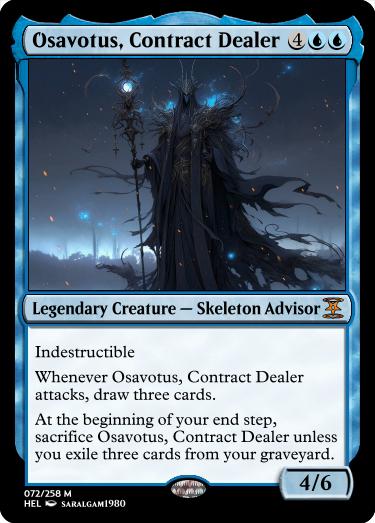 Osavotus, Contract Dealer 4
Legendary Creature — Skeleton Advisor
Indestructible
Whenever Osavotus, Contract Dealer
attacks, draw three cards.
At the beginning of your end step,
sacrifice Osavotus, Contract Dealer unless
you exile three cards from your graveyard.
4/6
072/258 M
HEL SARALGAM1980